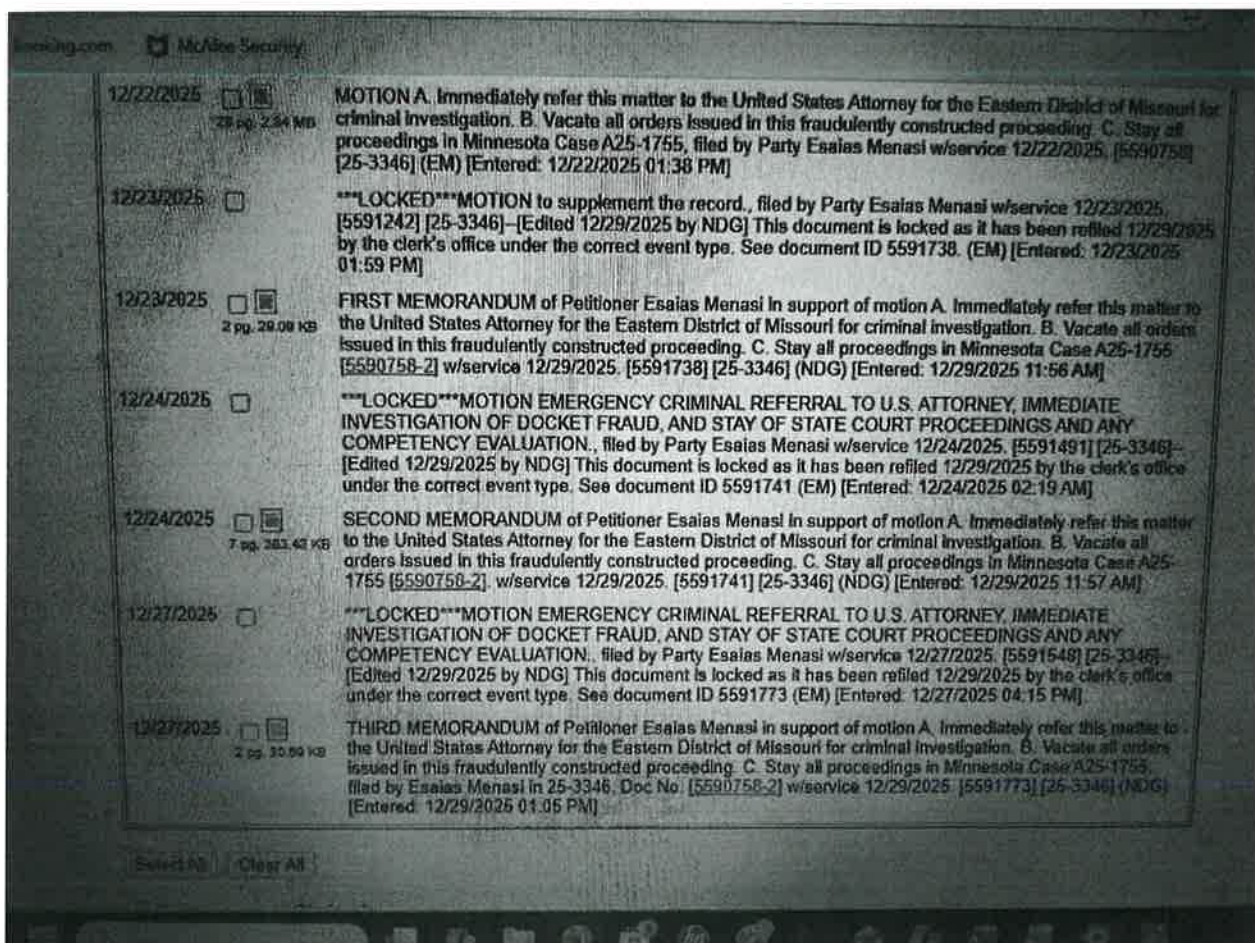 McAfee Security
12/22/2025 MOTION A. Immediately refer this matter to the United States Attorney for the Eastern District of Missouri for
28 pg, 2.94 MB criminal investigation. B. Vacate all orders issued in this fraudulently constructed proceeding. C. Stay all
proceedings in Minnesota Case A25-1755, filed by Party Esaias Menasi w/service 12/22/2025. [5590758]
[25-3346] (EM) [Entered: 12/22/2025 01:38 PM]
12/23/2025 ***LOCKED***MOTION to supplement the record., filed by Party Esaias Menasi w/service 12/23/2025.
[5591242] [25-3346]--[Edited 12/29/2025 by NDG] This document is locked as it has been refiled 12/29/2025
by the clerk's office under the correct event type. See document ID 5591738. (EM) [Entered: 12/23/2025
01:59 PM]
12/23/2025 FIRST MEMORANDUM of Petitioner Esaias Menasi in support of motion A. Immediately refer this matter to
2 pg, 29.09 KB the United States Attorney for the Eastern District of Missouri for criminal investigation. B. Vacate all orders
issued in this fraudulently constructed proceeding. C. Stay all proceedings in Minnesota Case A25-1755
[5590758-2] w/service 12/29/2025. [5591738] [25-3346] (NDG) [Entered: 12/29/2025 11:56 AM]
12/24/2025 ***LOCKED***MOTION EMERGENCY CRIMINAL REFERRAL TO U.S. ATTORNEY, IMMEDIATE
INVESTIGATION OF DOCKET FRAUD, AND STAY OF STATE COURT PROCEEDINGS AND ANY
COMPETENCY EVALUATION., filed by Party Esaias Menasi w/service 12/24/2025. [5591491] [25-3346]--
[Edited 12/29/2025 by NDG] This document is locked as it has been refiled 12/29/2025 by the clerk's office
under the correct event type. See document ID 5591741 (EM) [Entered: 12/24/2025 02:19 AM]
12/24/2025 SECOND MEMORANDUM of Petitioner Esaias Menasi in support of motion A. Immediately refer this matter
7 pg, 363.42 KB to the United States Attorney for the Eastern District of Missouri for criminal investigation. B. Vacate all
orders issued in this fraudulently constructed proceeding. C. Stay all proceedings in Minnesota Case A25-
1755 [5590758-2]. w/service 12/29/2025. [5591741] [25-3346] (NDG) [Entered: 12/29/2025 11:57 AM]
12/27/2025 ***LOCKED***MOTION EMERGENCY CRIMINAL REFERRAL TO U.S. ATTORNEY, IMMEDIATE
INVESTIGATION OF DOCKET FRAUD, AND STAY OF STATE COURT PROCEEDINGS AND ANY
COMPETENCY EVALUATION., filed by Party Esaias Menasi w/service 12/27/2025. [5591548] [25-3346]--
[Edited 12/29/2025 by NDG] This document is locked as it has been refiled 12/29/2025 by the clerk's office
under the correct event type. See document ID 5591773 (EM) [Entered: 12/27/2025 04:15 PM]
12/27/2025 THIRD MEMORANDUM of Petitioner Esaias Menasi in support of motion A. Immediately refer this matter to
2 pg, 30.59 KB the United States Attorney for the Eastern District of Missouri for criminal investigation. B. Vacate all orders
issued in this fraudulently constructed proceeding. C. Stay all proceedings in Minnesota Case A25-1755,
filed by Esaias Menasi in 25-3346, Doc No. [5590758-2] w/service 12/29/2025. [5591773] [25-3346] (NDG)
[Entered: 12/29/2025 01:05 PM]
Select All Clear All